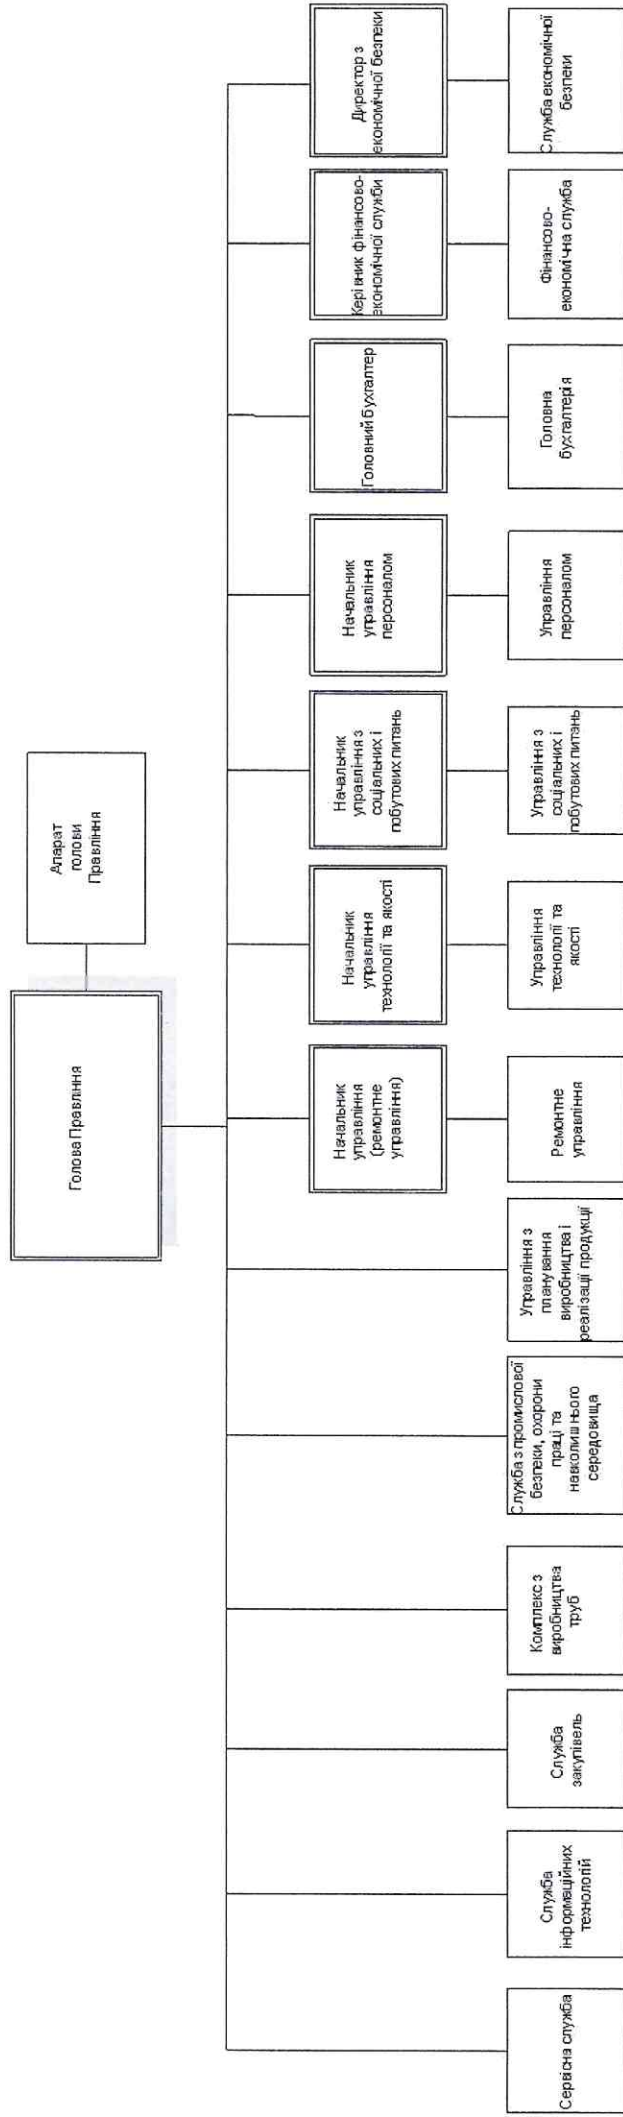 Голова Правління
Апарат
голови
Правління
Начальник
управління
(ремонтне
управління)
Начальник
управління
технології та якості
Начальник
управління з
соціальних і
побутових питань
Начальник
управління
персоналом
Головний бухгалтер
Керівник фінансово-
економічної служби
Директор з
економічної безпеки
Сервісна служба
Служба
інформаційних
технологій
Служба
закупівель
Комплекс з
виробництва
труб
Служба з промислової
безпеки, охорони
праці та
навколишнього
середовища
Управління з
планування
виробництва і
реалізації продукції
Ремонтне
управління
Управління
технології та
якості
Управління з
соціальних і
побутових питань
Управління
персоналом
Головна
бухгалтерія
Фінансово-
економічна служба
Служба економічної
безпеки